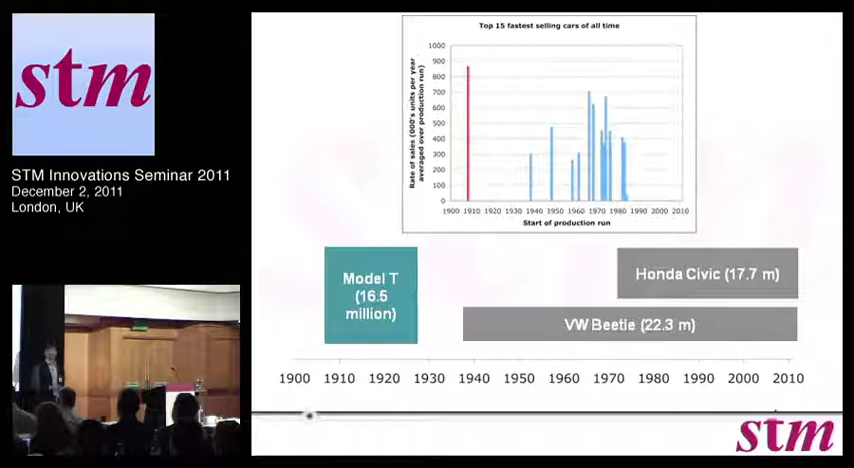 stm
STM Innovations Seminar 2011
December 2, 2011
London, UK
Top 15 fastest selling cars of all time
Rate of sales (000's units per year
averaged over production run)
1000
900
800
700
600
500
400
300
200
100
0
1900 1910 1920 1930 1940 1950 1960 1970 1980 1990 2000 2010
Start of production run
Model T
(16.5
million)
Honda Civic (17.7 m)
VW Beetle (22.3 m)
1900 1910 1920 1930 1940 1950 1960 1970 1980 1990 2000 2010
stm